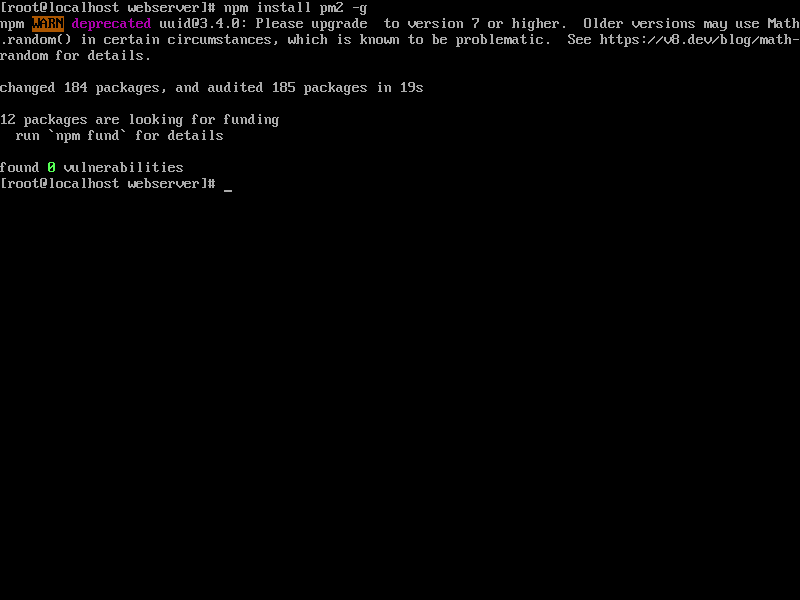 [root@localhost webserver]# npm install pm2 -g
npm WARN deprecated uuid@3.4.0: Please upgrade  to version 7 or higher.  Older versions may use Math
.random() in certain circumstances, which is known to be problematic.  See https://v8.dev/blog/math-
random for details.
changed 184 packages, and audited 185 packages in 19s
12 packages are looking for funding
  run `npm fund` for details
found 0 vulnerabilities
[root@localhost webserver]# _